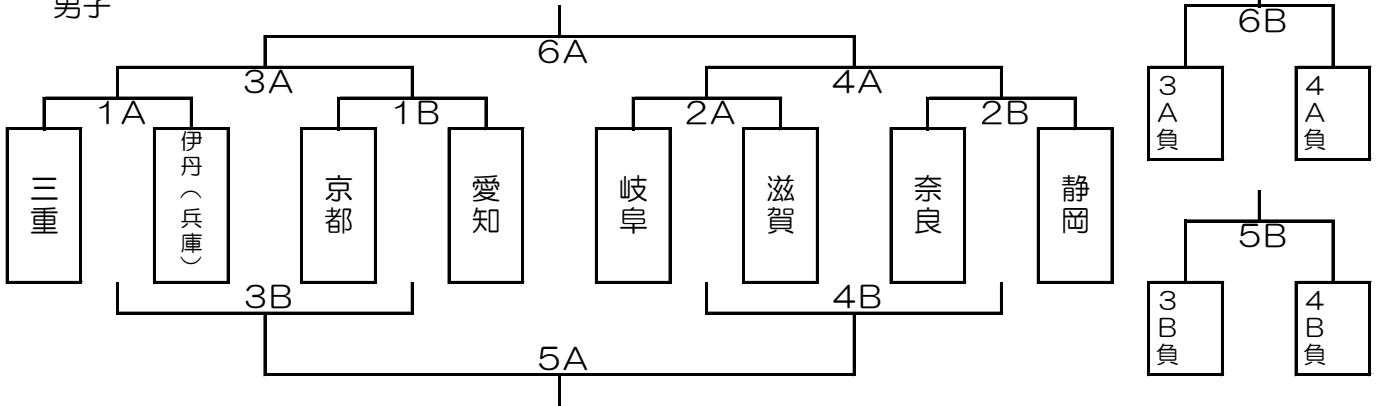 男子
6A
6B
3A
4A
3A負
4A負
1A
1B
2A
2B
三重
伊丹(兵庫)
京都
愛知
岐阜
滋賀
奈良
静岡
5B
3B
4B
3B負
4B負
5A